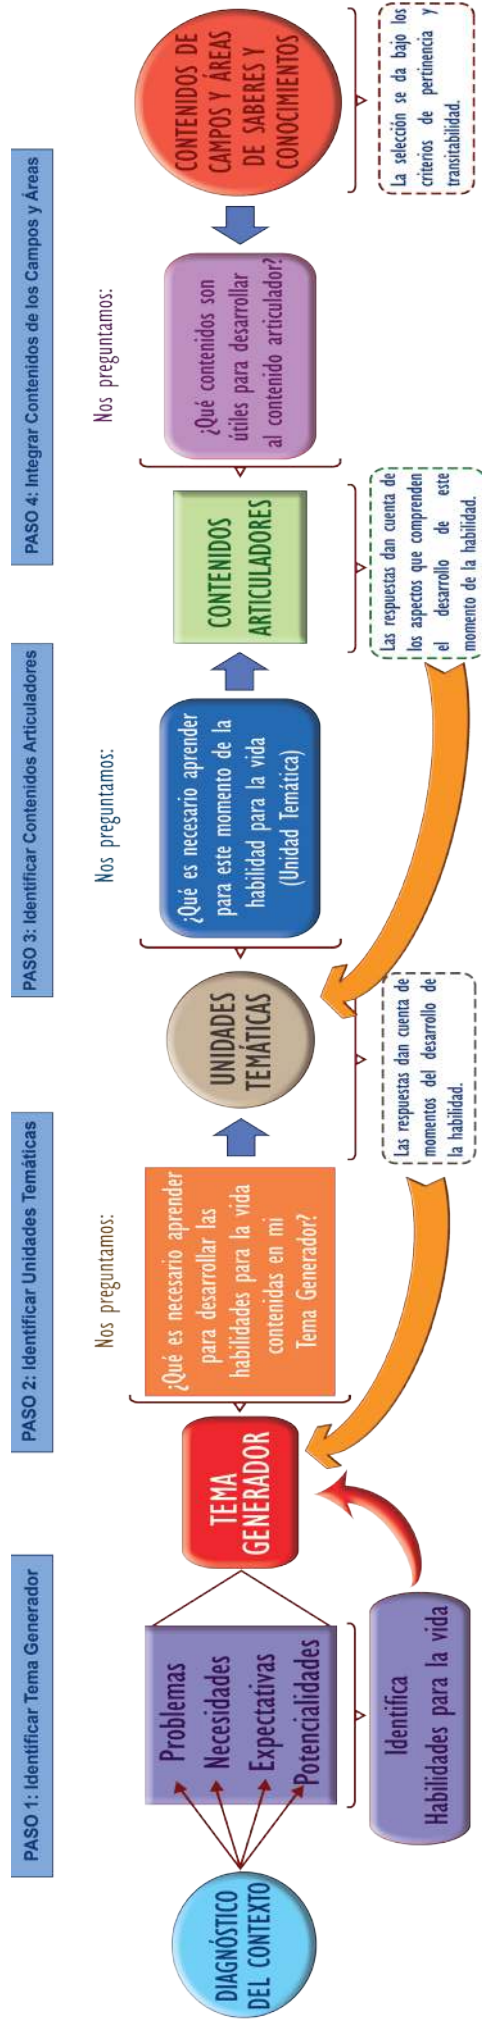 PASO 1: Identificar Tema Generador
DIAGNÓSTICO
DEL CONTEXTO
Problemas
Necesidades
Expectativas
Potencialidades
Identifica
Habilidades para la vida
TEMA
GENERADOR
PASO 2: Identificar Unidades Temáticas
Nos preguntamos:
¿Qué es necesario aprender
para desarrollar las
habilidades para la vida
contenidas en mi
Tema Generador?
UNIDADES
TEMÁTICAS
Las respuestas dan cuenta de
momentos del desarrollo de
la habilidad.
PASO 3: Identificar Contenidos Articuladores
Nos preguntamos:
¿Qué es necesario aprender
para este momento de la
habilidad para la vida
(Unidad Temática)
CONTENIDOS
ARTICULADORES
Las respuestas dan cuenta de
los aspectos que comprenden
el desarrollo de este
momento de la habilidad.
PASO 4: Integrar Contenidos de los Campos y Áreas
Nos preguntamos:
¿Qué contenidos son
útiles para desarrollar
al contenido articulador?
CONTENIDOS DE
CAMPOS Y ÁREAS
DE SABERES Y
CONOCIMIENTOS
La selección se da bajo los
criterios de pertinencia y
transitabilidad.